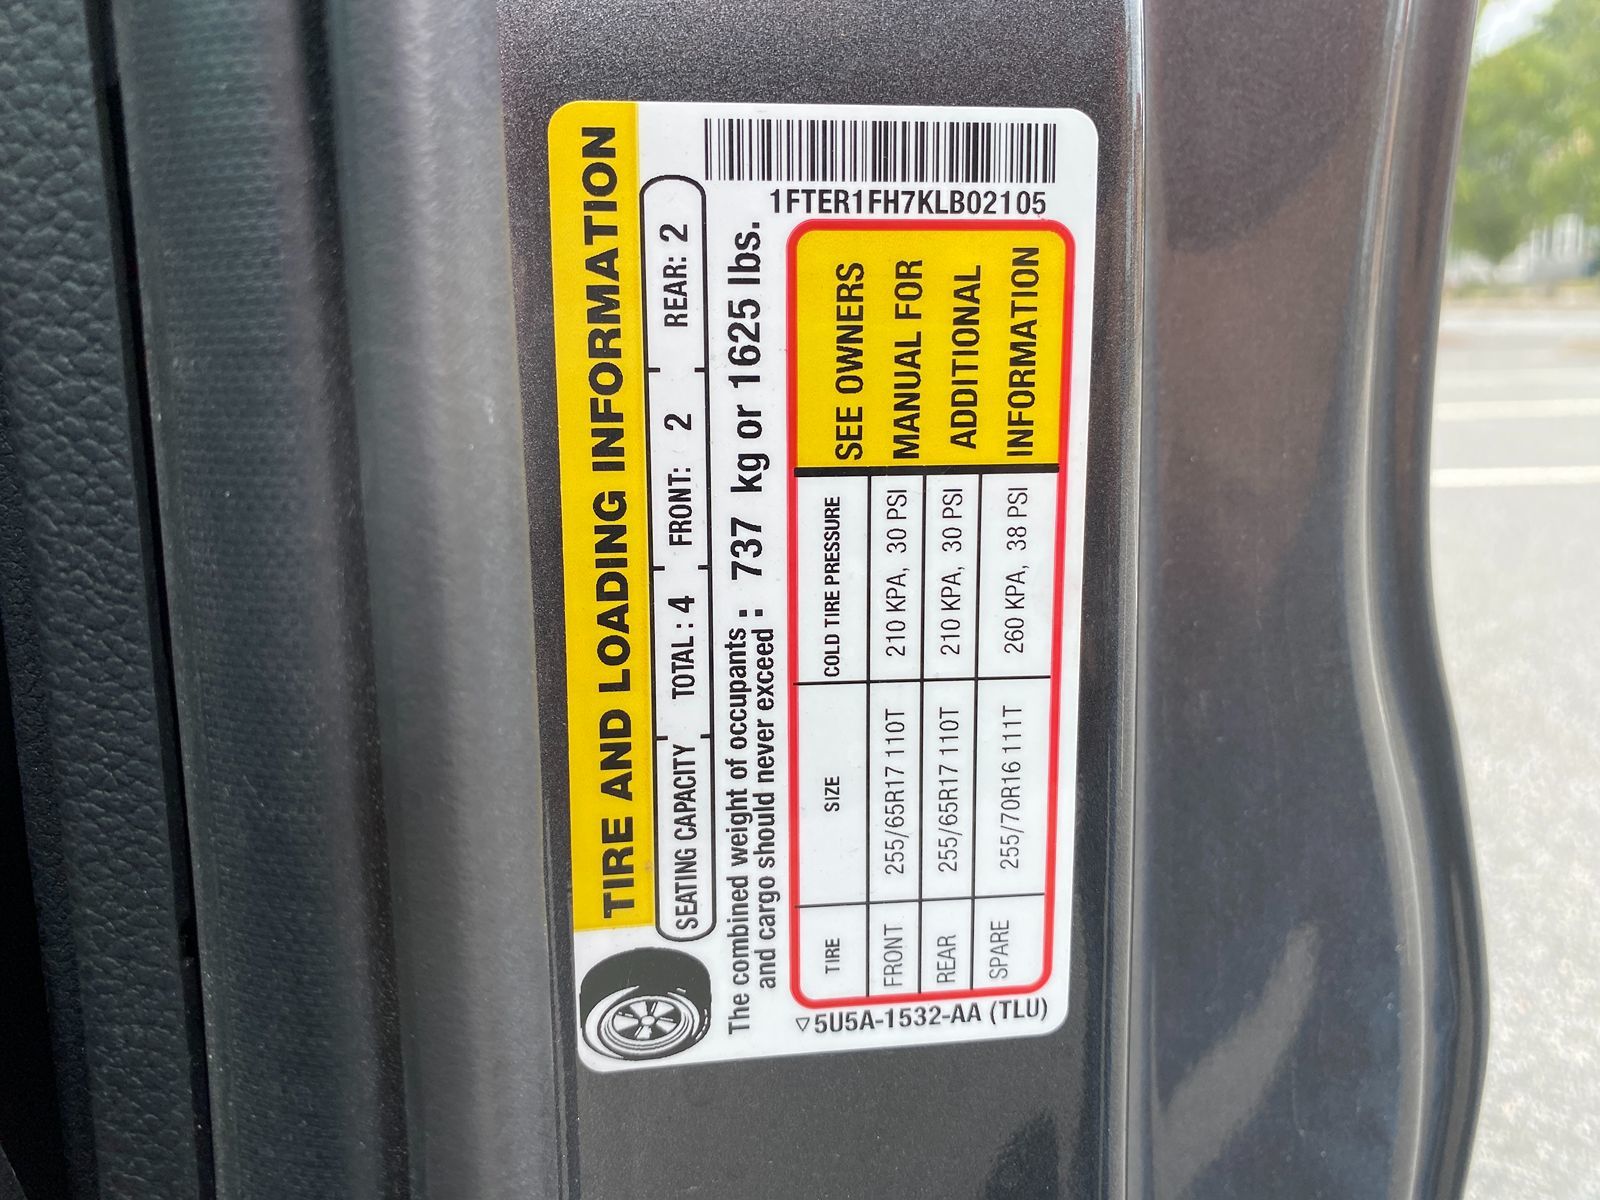 TIRE AND LOADING INFORMATION
SEATING CAPACITY TOTAL : 4 FRONT: 2 REAR: 2
The combined weight of occupants
and cargo should never exceed : 737 kg or 1625 lbs.
1FTER1FH7KLB02105
TIRE SIZE COLD TIRE PRESSURE
FRONT 255/65R17 110T 210 KPA, 30 PSI
REAR 255/65R17 110T 210 KPA, 30 PSI
SPARE 255/70R16 111T 260 KPA, 38 PSI
SEE OWNERS
MANUAL FOR
ADDITIONAL
INFORMATION
5U5A-1532-AA (TLU)